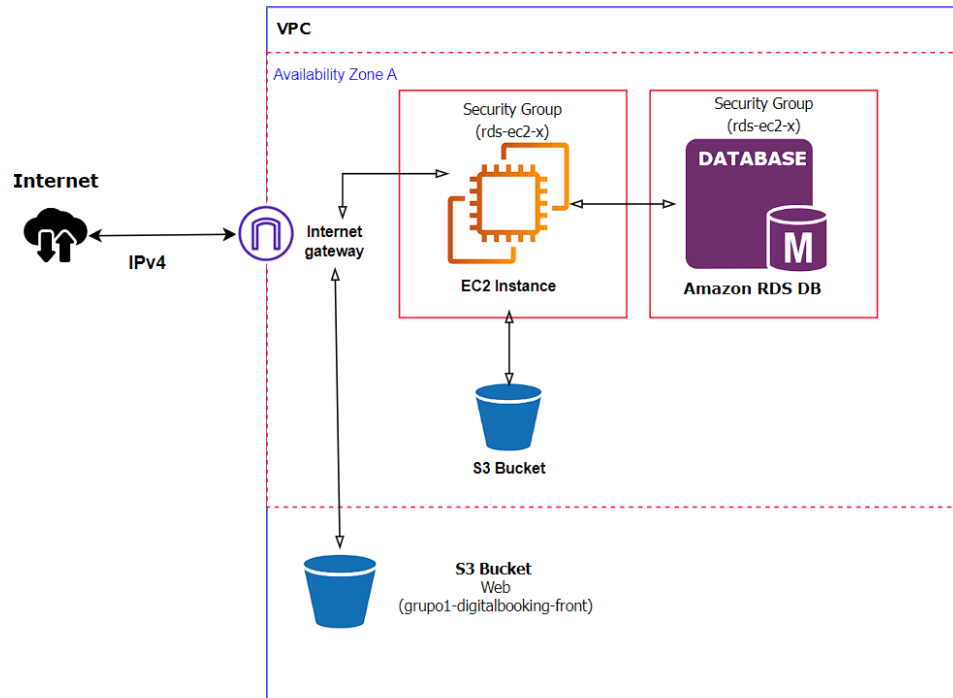 VPC
Availability Zone A
Security Group
(rds-ec2-x)
Security Group
(rds-ec2-x)
DATABASE
M
Internet
IPv4
Internet
gateway
EC2 Instance
Amazon RDS DB
S3 Bucket
S3 Bucket
Web
(grupo1-digitalbooking-front)